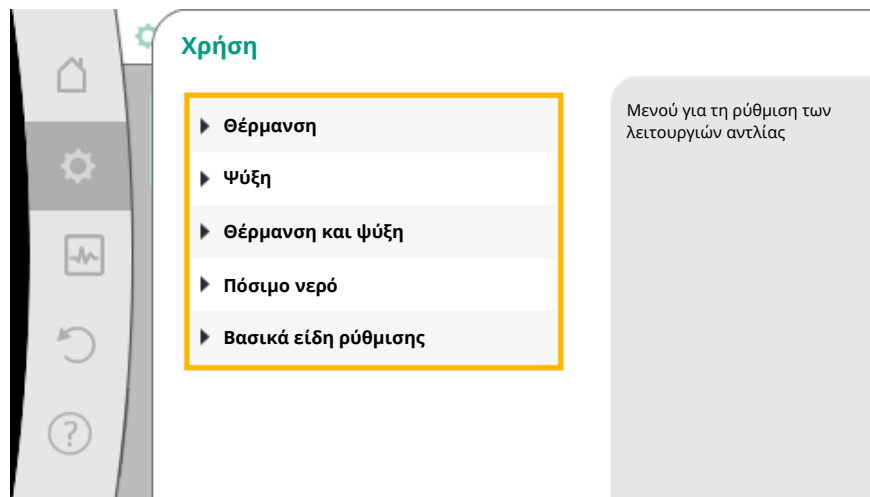 Χρήση
Θέρμανση
Ψύξη
Θέρμανση και ψύξη
Πόσιμο νερό
Βασικά είδη ρύθμισης
Μενού για τη ρύθμιση των
λειτουργιών αντλίας
?